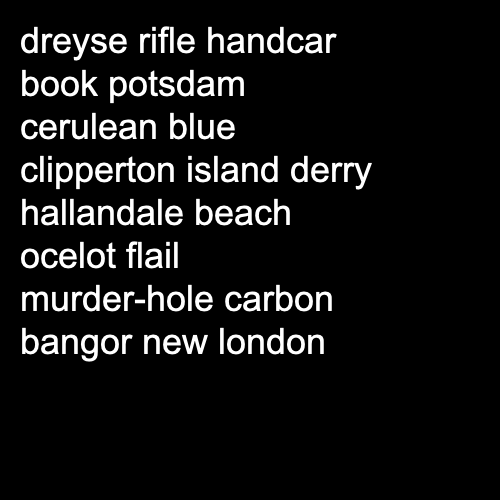 dreyse rifle handcar
book potsdam
cerulean blue
clipperton island derry
hallandale beach
ocelot flail
murder-hole carbon
bangor new london